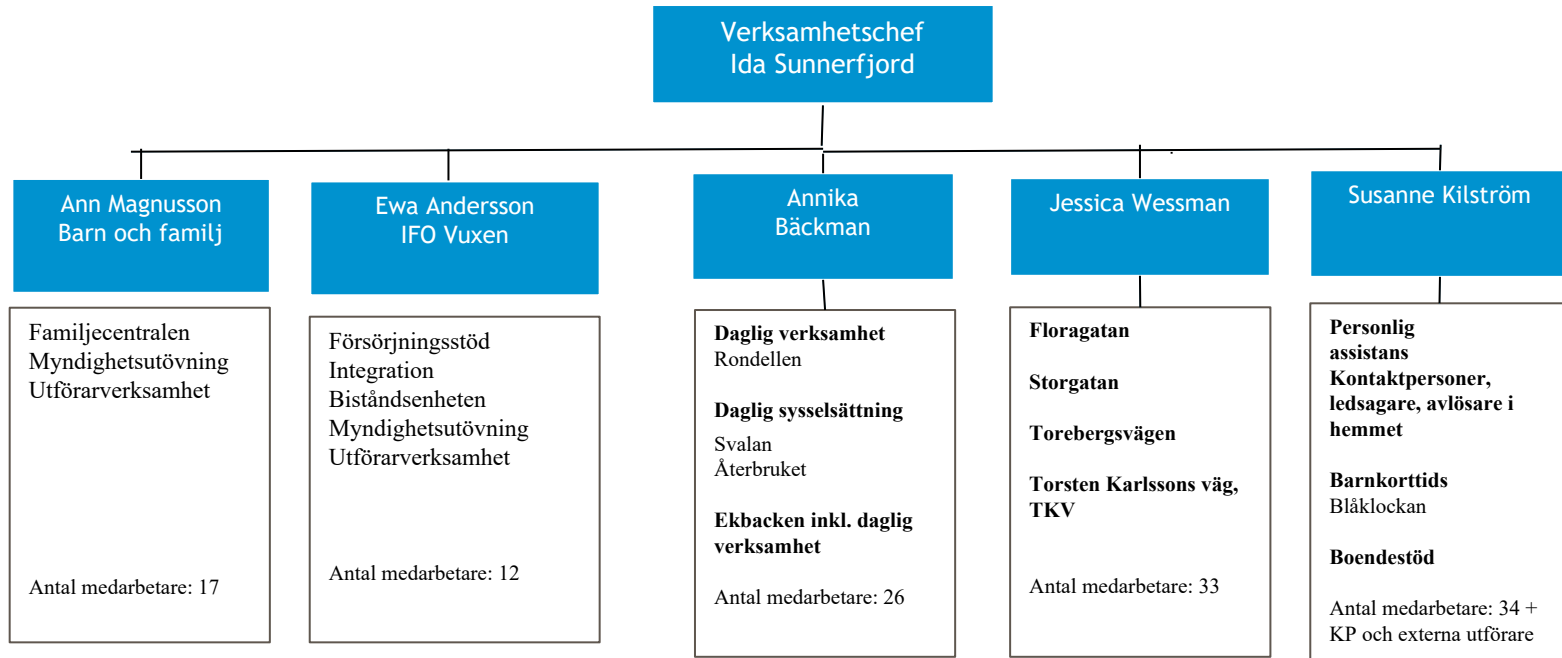 Verksamhetschef
Ida Sunnerfjord
Ann Magnusson
Barn och familj
Ewa Andersson
IFO Vuxen
Annika
Bäckman
Jessica Wessman
Susanne Kilström
Familjecentralen
Myndighetsutövning
Utförarverksamhet
Antal medarbetare: 17
Försörjningsstöd
Integration
Biståndsenheten
Myndighetsutövning
Utförarverksamhet
Antal medarbetare: 12
Daglig verksamhet
Rondellen
Daglig sysselsättning
Svalan
Återbruket
Ekbacken inkl. daglig
verksamhet
Antal medarbetare: 26
Floragatan
Storgatan
Torebergsvägen
Torsten Karlssons väg,
TKV
Antal medarbetare: 33
Personlig
assistans
Kontaktpersoner,
ledsagare, avlösare i
hemmet
Barnkorttids
Blåklockan
Boendestöd
Antal medarbetare: 34 +
KP och externa utförare